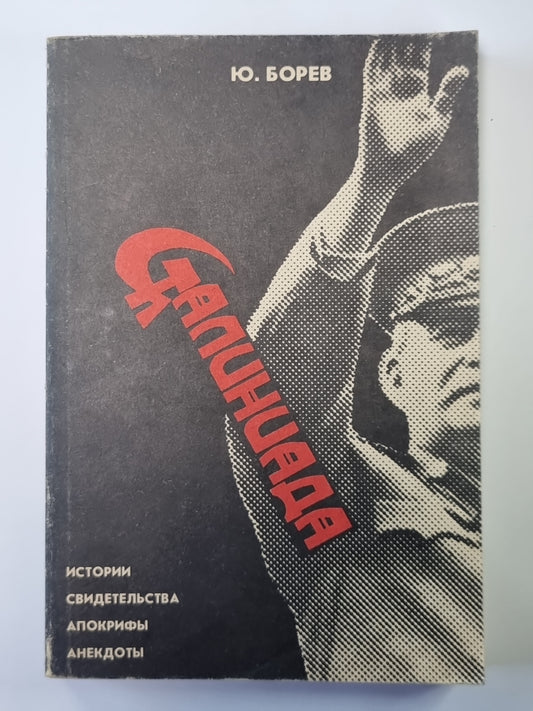 Ю. БОРЕВ
СТАЛИНИАДА
ИСТОРИИ
СВИДЕТЕЛЬСТВА
АПОКРИФЫ
АНЕКДОТЫ